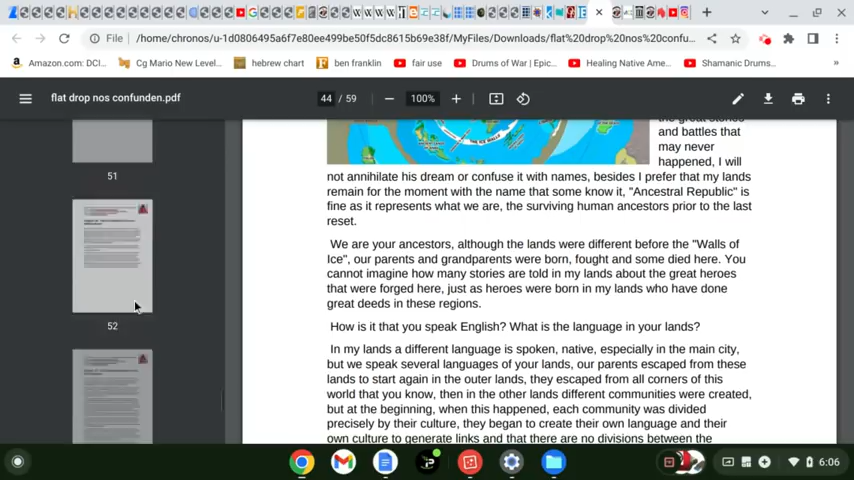 File
/home/chronos/u-1d0806495a6f7e80ee499be50f5dc8615b69e38f/MyFiles/Downloads/flat%20drop%20nos%20confu...
Amazon.com: DCI...
Cg Mario New Level...
hebrew chart
ben franklin
fair use
Drums of War | Epic...
Healing Native Ame...
Shamanic Drums...
flat drop nos confunden.pdf
44 / 59
100%
51
52
the great stories
and battles that
may never
happened, I will
not annihilate his dream or confuse it with names, besides I prefer that my lands
remain for the moment with the name that some know it, "Ancestral Republic" is
fine as it represents what we are, the surviving human ancestors prior to the last
reset.
We are your ancestors, although the lands were different before the "Walls of
Ice", our parents and grandparents were born, fought and some died here. You
cannot imagine how many stories are told in my lands about the great heroes
that were forged here, just as heroes were born in my lands who have done
great deeds in these regions.
How is it that you speak English? What is the language in your lands?
In my lands a different language is spoken, native, especially in the main city,
but we speak several languages of your lands, our parents escaped from these
lands to start again in the outer lands, they escaped from all corners of this
world that you know, then in the other lands different communities were created,
but at the beginning, when this happened, each community was divided
precisely by their culture, they began to create their own language and their
own culture to generate links and that there are no divisions between the
6:06